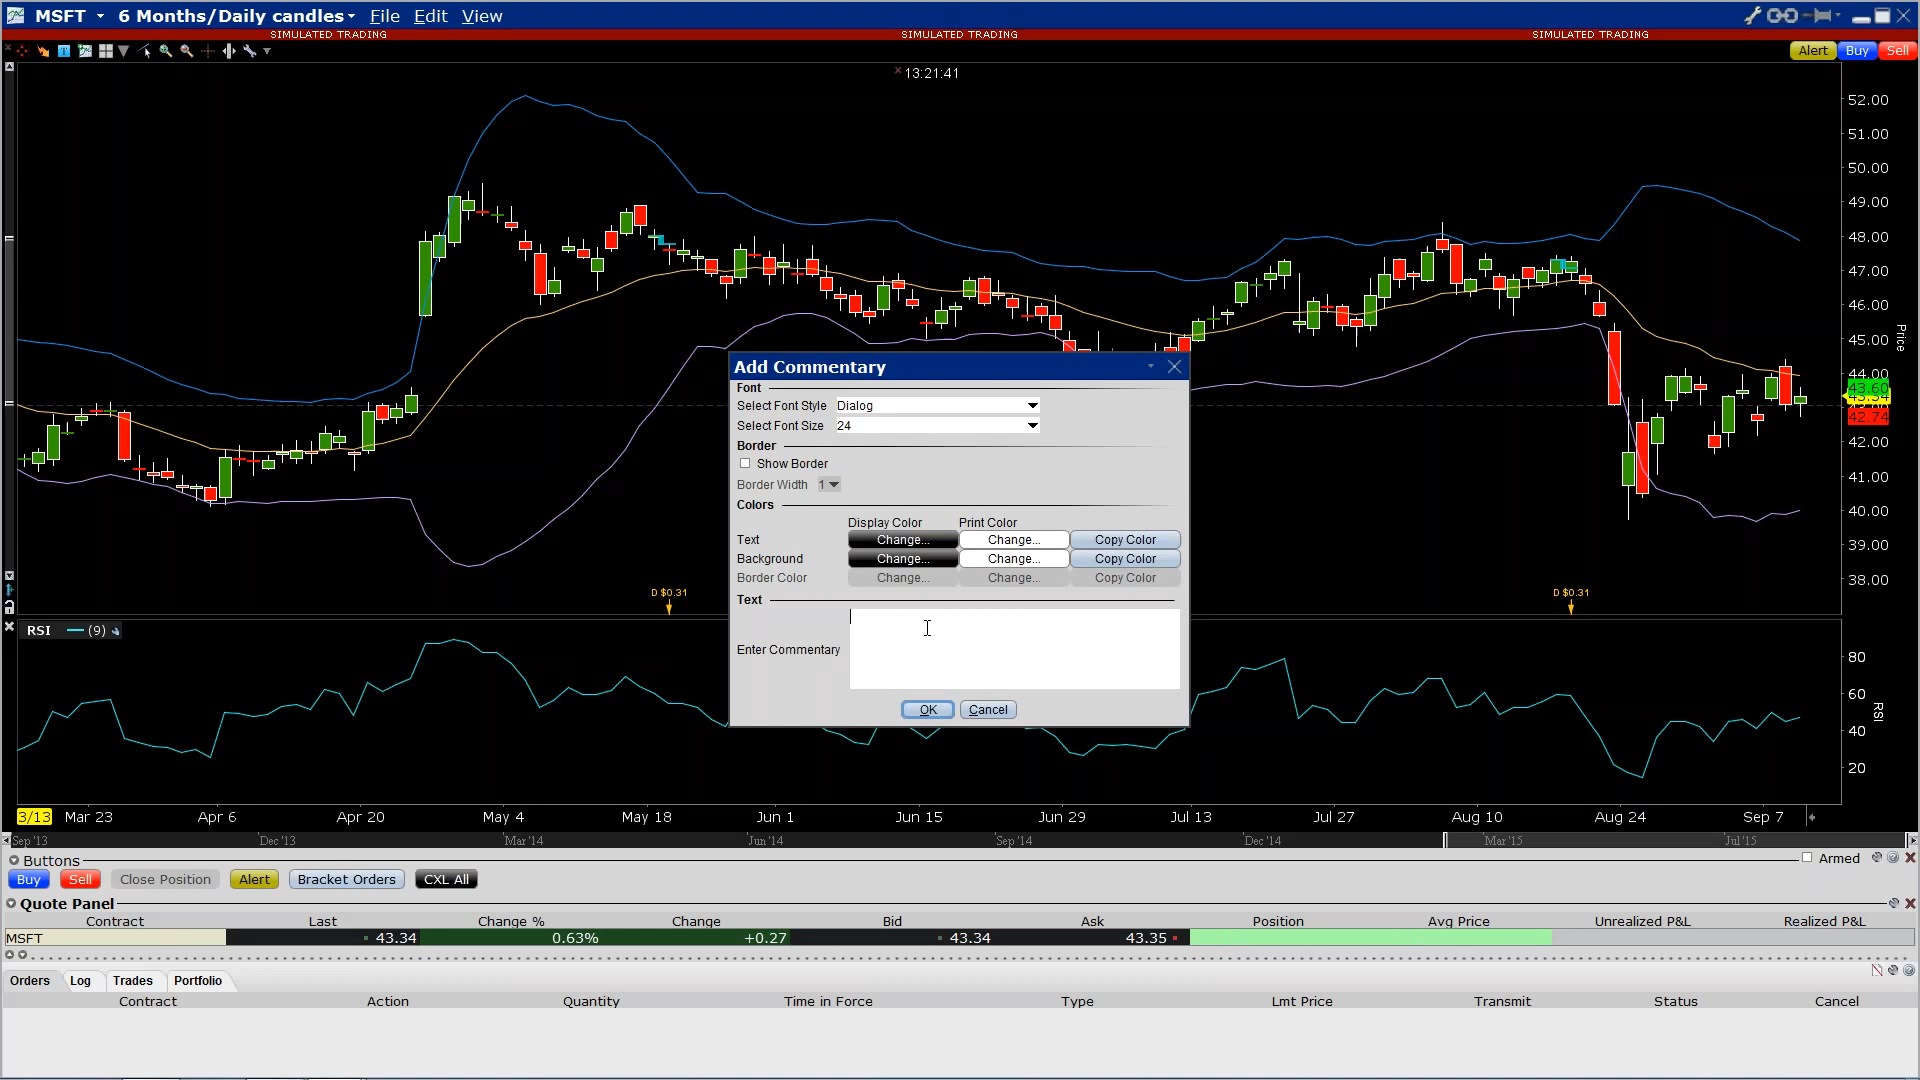 MSFT 6 Months/Daily candles File Edit View
SIMULATED TRADING SIMULATED TRADING SIMULATED TRADING
Alert Buy Sell
13:21:41
52.00
51.00
50.00
49.00
48.00
47.00
46.00
45.00
44.00
43.60
42.74
42.00
41.00
40.00
39.00
38.00
Price
Add Commentary
Font
Select Font Style Dialog
Select Font Size 24
Border
Show Border
Border Width 1
Colors
Display Color Print Color
Text Change... Change... Copy Color
Background Change... Change... Copy Color
Border Color Change... Change... Copy Color
Text
Enter Commentary
OK Cancel
D $0.31 D $0.31
RSI (9)
80
60
40
20
RSI
3/13 Mar 23 Apr 6 Apr 20 May 4 May 18 Jun 1 Jun 15 Jun 29 Jul 13 Jul 27 Aug 10 Aug 24 Sep 7
Sep '13 Dec '13 Mar '14 Jun '14 Sep '14 Dec '14 Mar '15 Jul '15
Buttons Armed
Buy Sell Close Position Alert Bracket Orders CXL All
Quote Panel
Contract Last Change % Change Bid Ask Position Avg Price Unrealized P&L Realized P&L
MSFT 43.34 0.63% +0.27 43.34 43.35
Orders Log Trades Portfolio
Contract Action Quantity Time in Force Type Lmt Price Transmit Status Cancel